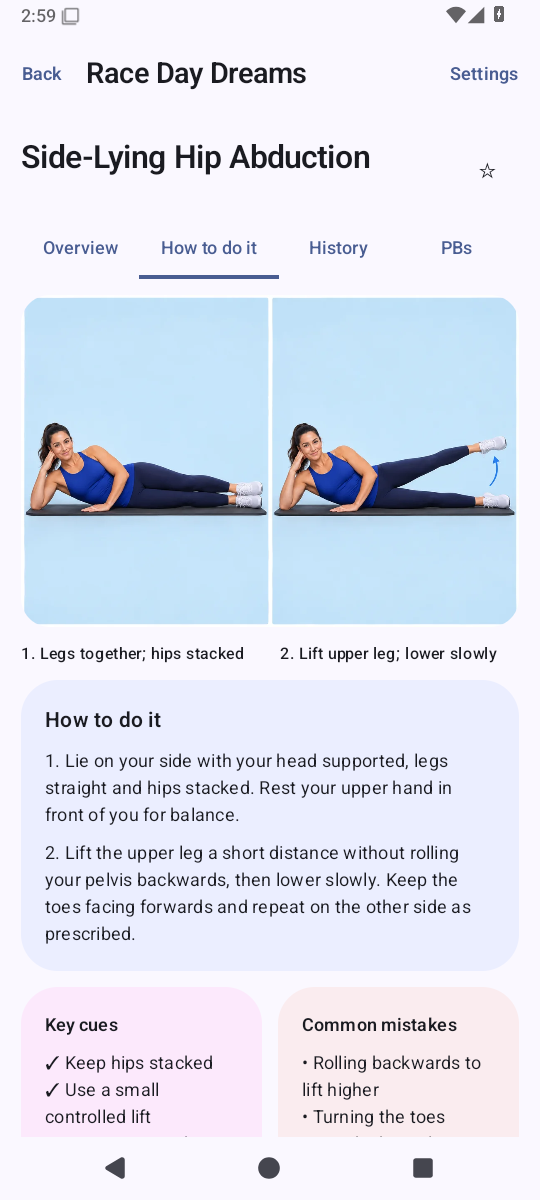 2:59
Back Race Day Dreams Settings
Side-Lying Hip Abduction ☆
Overview How to do it History PBs
1. Legs together; hips stacked 2. Lift upper leg; lower slowly
How to do it
1. Lie on your side with your head supported, legs
straight and hips stacked. Rest your upper hand in
front of you for balance.
2. Lift the upper leg a short distance without rolling
your pelvis backwards, then lower slowly. Keep the
toes facing forwards and repeat on the other side as
prescribed.
Key cues
✓ Keep hips stacked
✓ Use a small
controlled lift
Common mistakes
• Rolling backwards to
lift higher
• Turning the toes